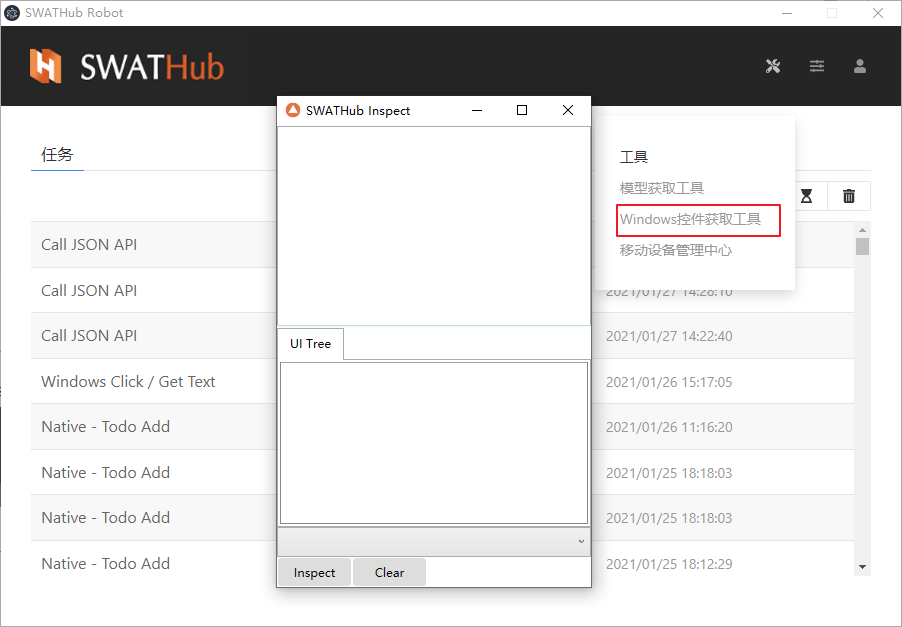 SWATHub Robot
SWATHub
SWATHub Inspect
任务
工具
模型获取工具
Windows控件获取工具
移动设备管理中心
Call JSON API
Call JSON API 2021/01/27 14:28:10
Call JSON API 2021/01/27 14:22:40
UI Tree
Windows Click / Get Text 2021/01/26 15:17:05
Native - Todo Add 2021/01/26 11:16:20
Native - Todo Add 2021/01/25 18:18:03
Native - Todo Add 2021/01/25 18:18:03
Native - Todo Add 2021/01/25 18:12:29
Inspect Clear